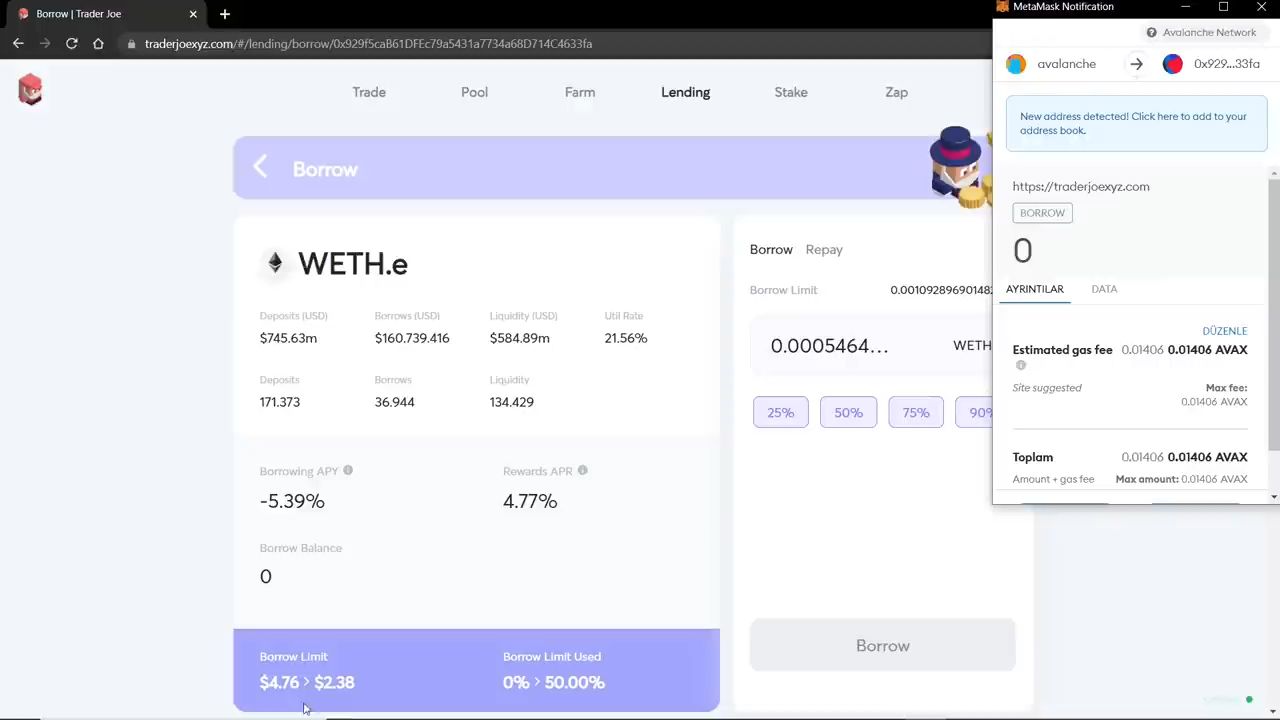 Borrow | Trader Joe
traderjoexyz.com/#/lending/borrow/0x929f5caB61DFEc79a5431a7734a68D714C4633fa
Trade Pool Farm Lending Stake Zap
Borrow
WETH.e
Deposits (USD) Borrows (USD) Liquidity (USD) Util Rate
$745.63m $160.739.416 $584.89m 21.56%
Deposits Borrows Liquidity
171.373 36.944 134.429
Borrowing APY Rewards APR
-5.39% 4.77%
Borrow Balance
0
Borrow Limit Borrow Limit Used
$4.76 > $2.38 0% > 50.00%
Borrow Repay
Borrow Limit 0.00109289690148
0.0005464... WETH
25% 50% 75% 90%
Borrow
MetaMask Notification
Avalanche Network
avalanche 0x929...33fa
New address detected! Click here to add to your
address book.
https://traderjoexyz.com
BORROW
0
AYRINTILAR DATA
DÜZENLE
Estimated gas fee 0.01406 0.01406 AVAX
Site suggested Max fee:
0.01406 AVAX
Toplam 0.01406 0.01406 AVAX
Amount + gas fee Max amount: 0.01406 AVAX